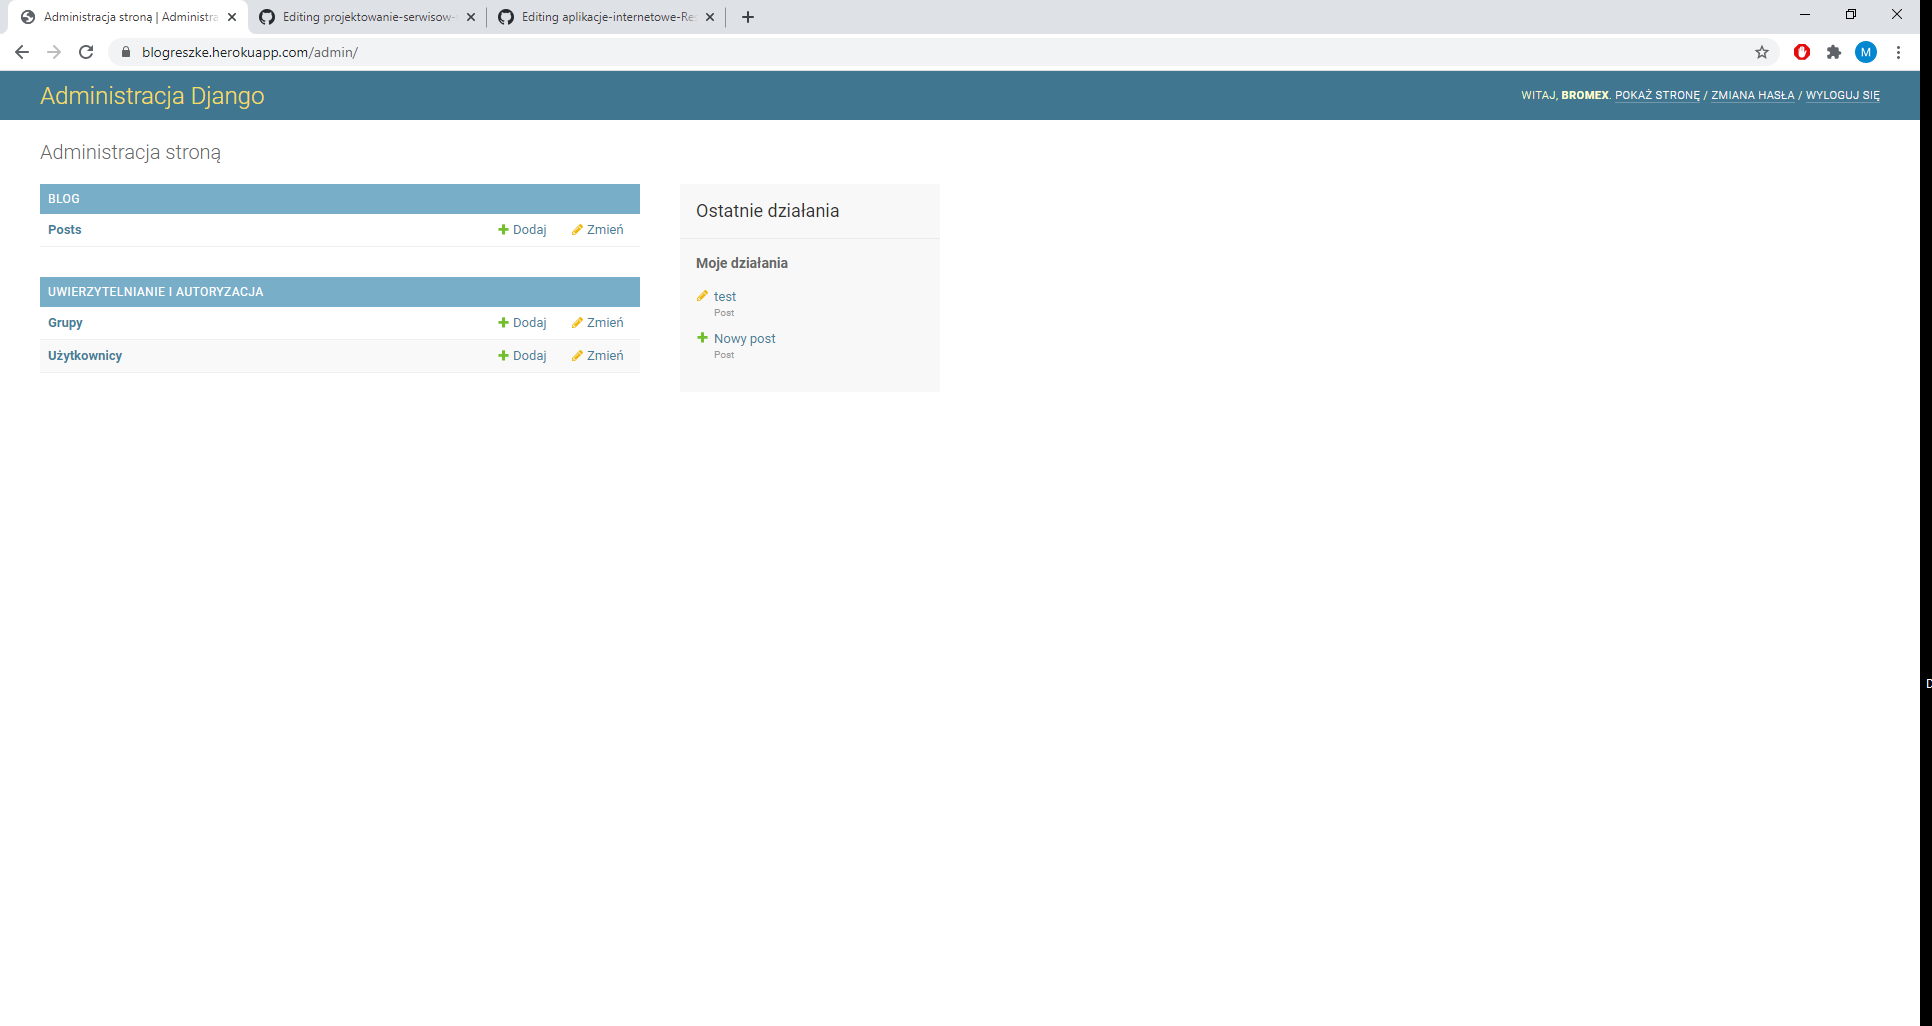 Administracja stroną | Administra
Editing projektowanie-serwisow-
Editing aplikacje-internetowe-Re
blogreszke.herokuapp.com/admin/
M
Administracja Django
WITAJ, BROMEX. POKAŻ STRONĘ / ZMIANA HASŁA / WYLOGUJ SIĘ
Administracja stroną
BLOG
Posts Dodaj Zmień
UWIERZYTELNIANIE I AUTORYZACJA
Grupy Dodaj Zmień
Użytkownicy Dodaj Zmień
Ostatnie działania
Moje działania
test
Post
Nowy post
Post